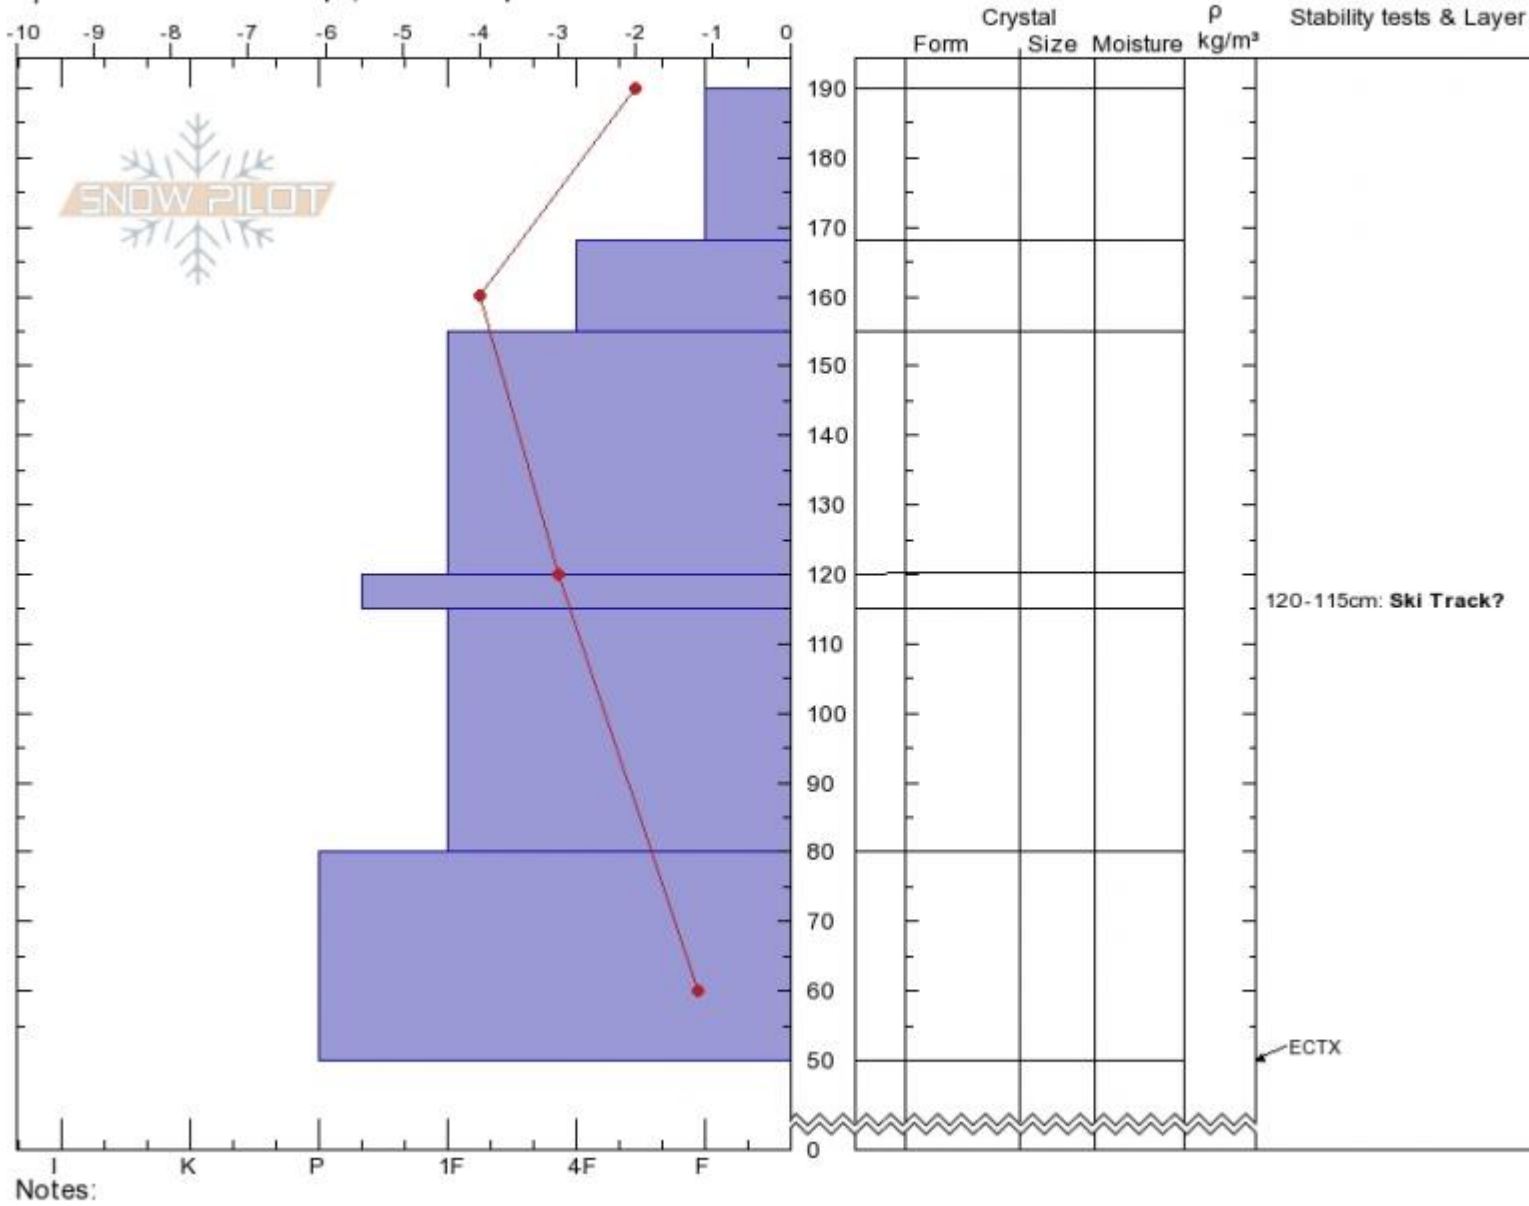 Crystal ρ Stability tests & Layer
-10 -9 -8 -7 -6 -5 -4 -3 -2 -1 0 Form Size Moisture kg/m³
190
SNOW PILOT
180
170
160
150
140
130
120
120-115cm: Ski Track?
110
100
90
80
70
60
50 ECTX
0
I K P 1F 4F F
Notes: